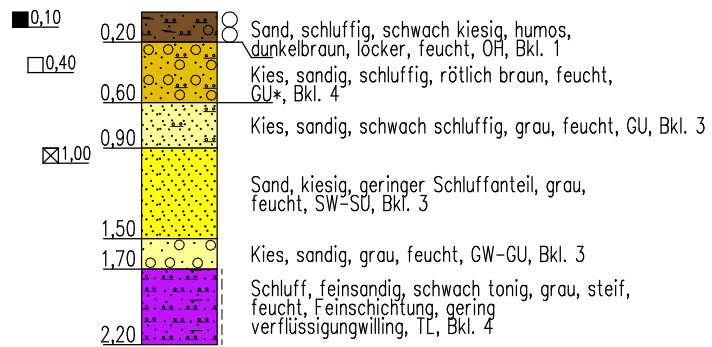 0,10
0,20
Sand, schluffig, schwach kiesig, humos,
dunkelbraun, locker, feucht, OH, Bkl. 1
0,40
Kies, sandig, schluffig, rötlich braun, feucht,
GU*, Bkl. 4
0,60
Kies, sandig, schwach schluffig, grau, feucht, GU, Bkl. 3
0,90
1,00
Sand, kiesig, geringer Schluffanteil, grau,
feucht, SW-SU, Bkl. 3
1,50
Kies, sandig, grau, feucht, GW-GU, Bkl. 3
1,70
Schluff, feinsandig, schwach tonig, grau, steif,
feucht, Feinschichtung, gering
verflüssigungwilling, TL, Bkl. 4
2,20